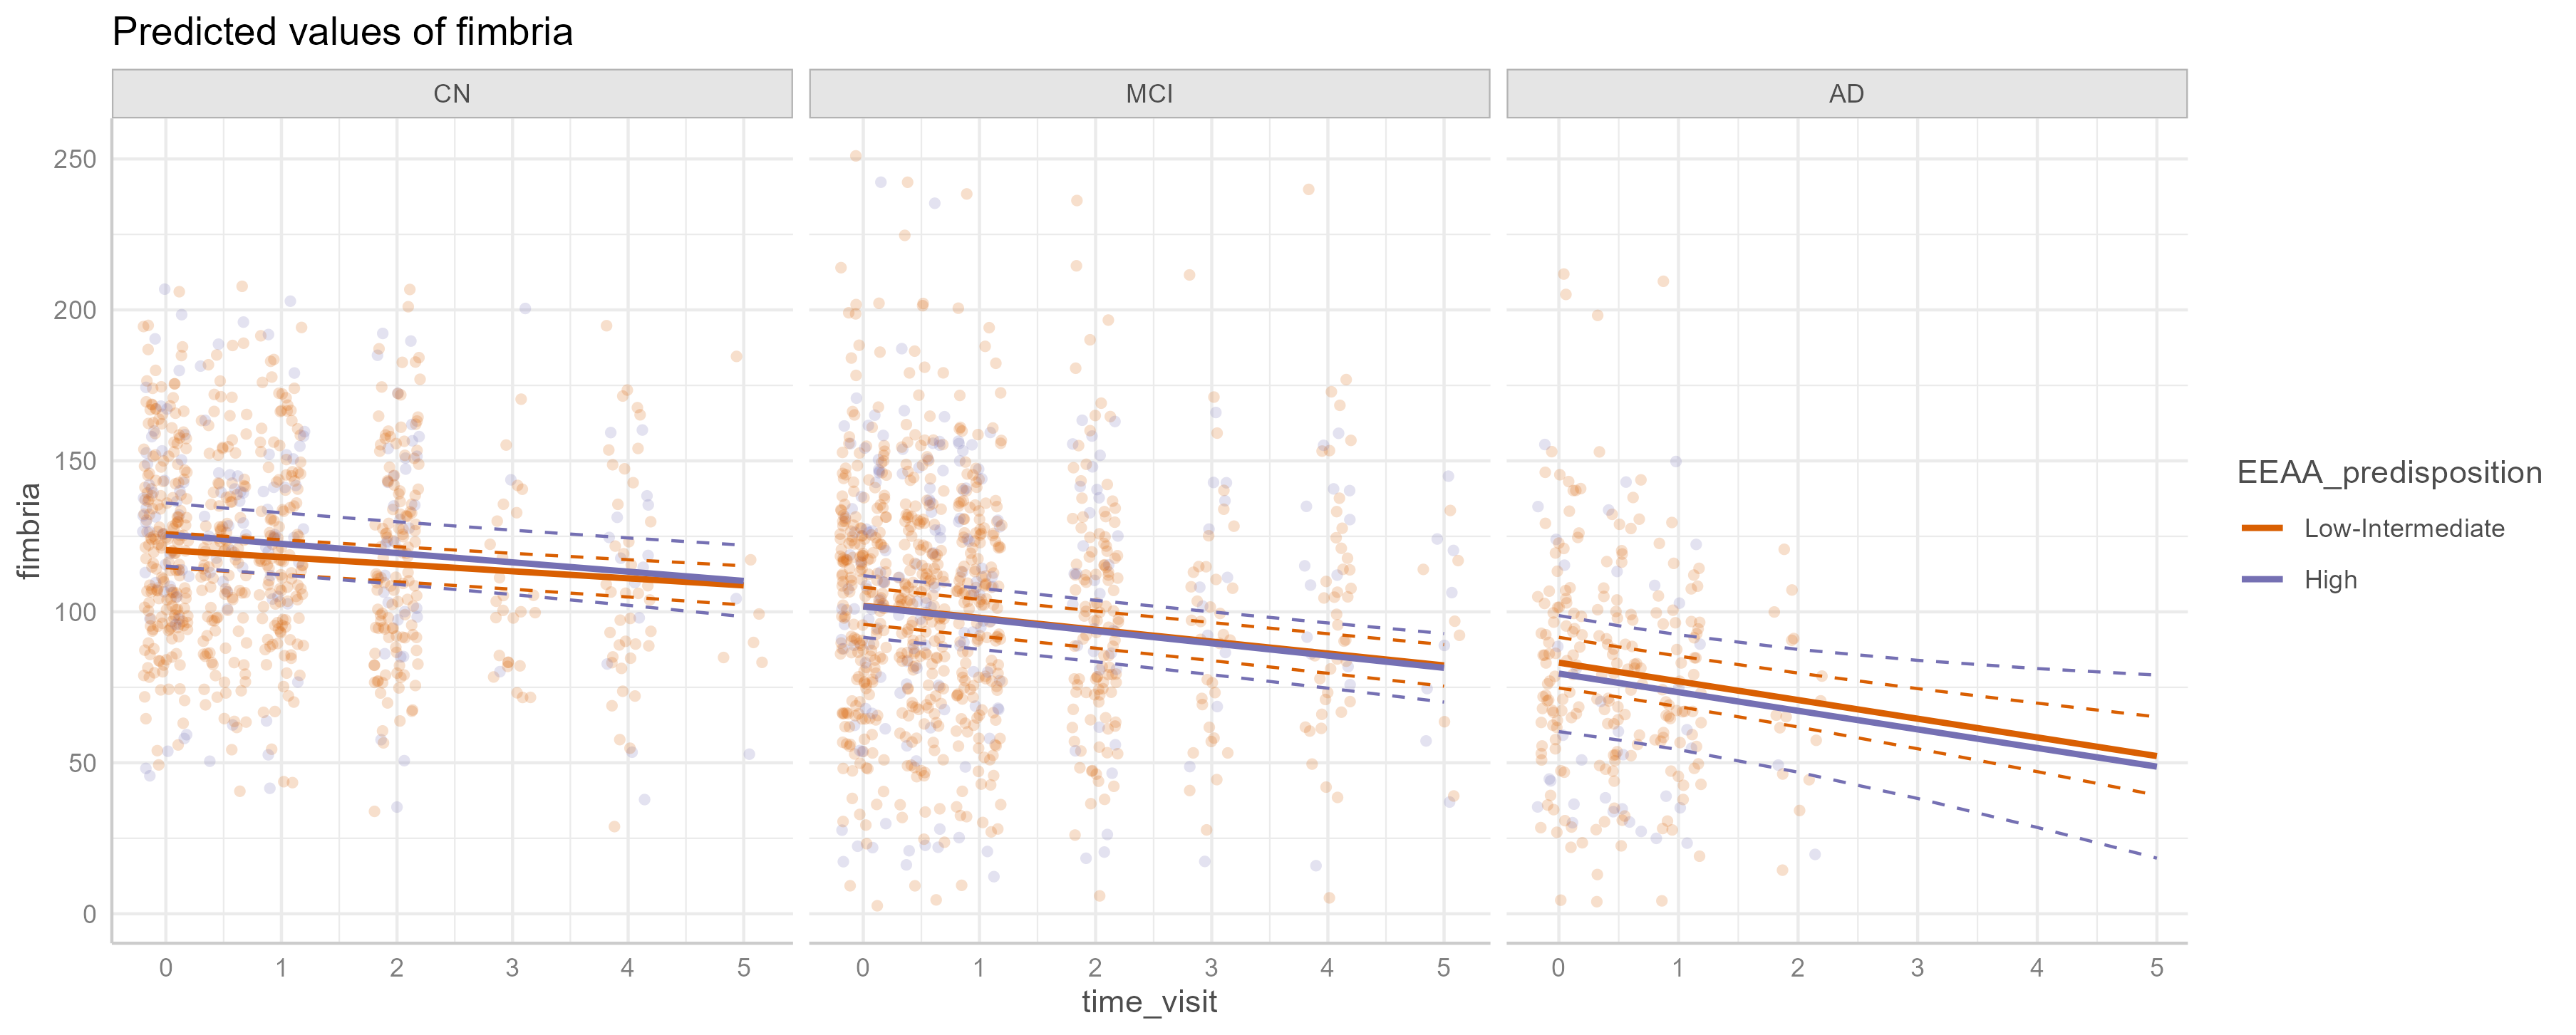 Predicted values of fimbria
CN
MCI
AD
250
200
150
100
50
0
fimbria
0 1 2 3 4 5
0 1 2 3 4 5
0 1 2 3 4 5
time_visit
EEAA_predisposition
Low-Intermediate
High